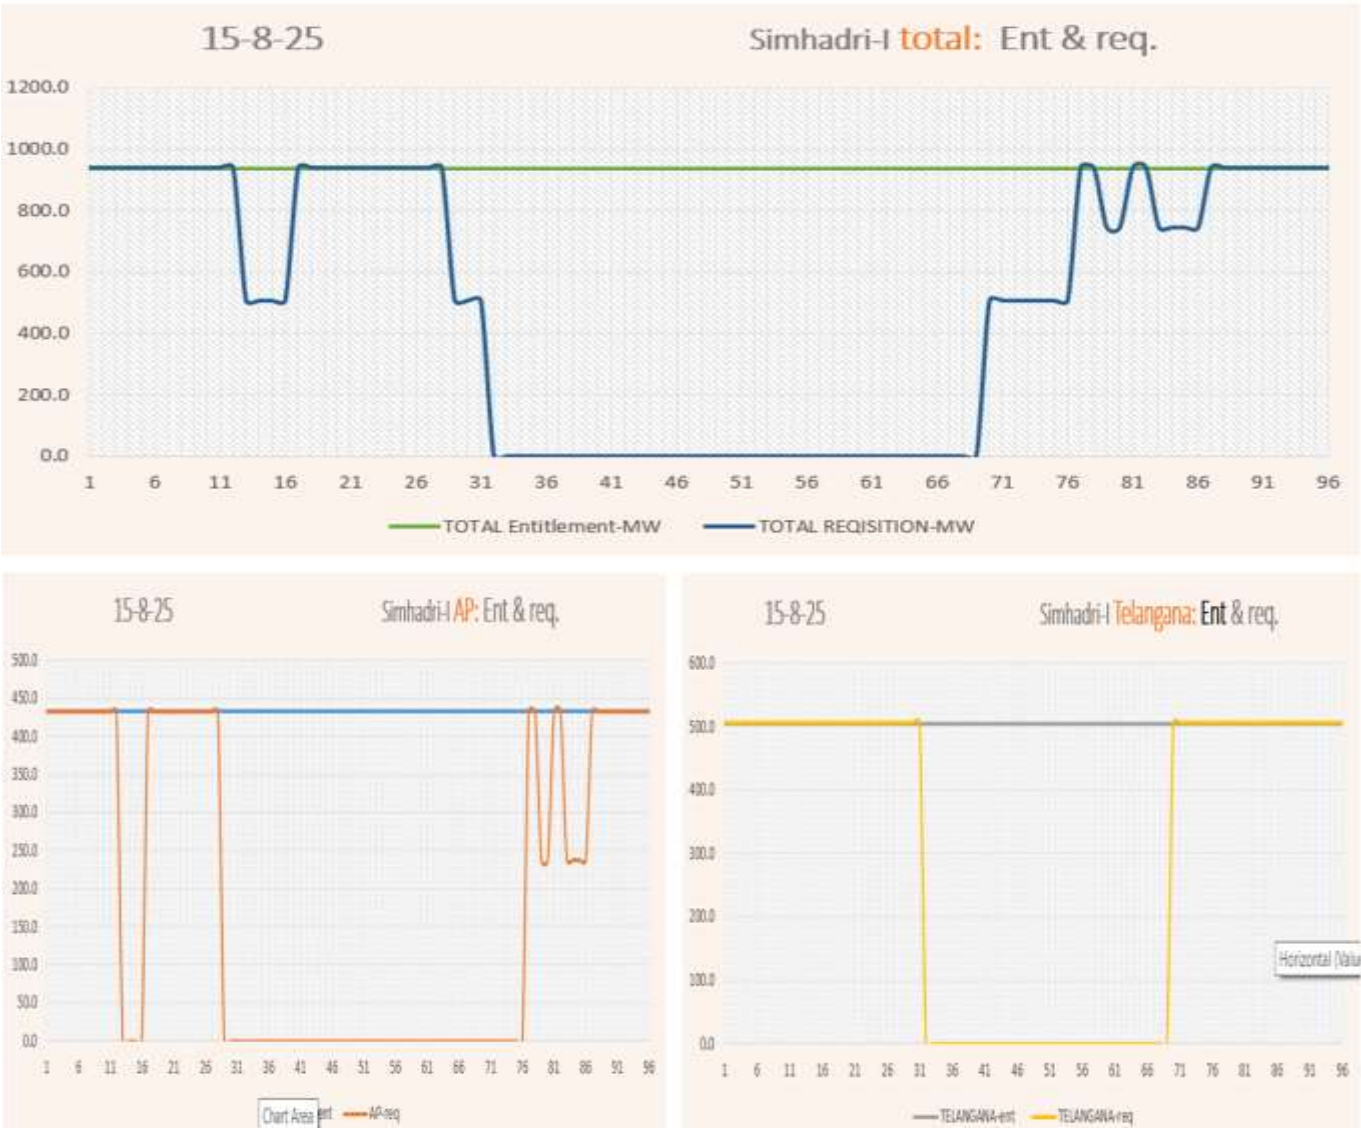 15-8-25 Simhadri-I total: Ent & req.
1200.0
1000.0
800.0
600.0
400.0
200.0
0.0
1 6 11 16 21 26 31 36 41 46 51 56 61 66 71 76 81 86 91 96
TOTAL Entitlement-MW TOTAL REQISITION-MW
15-8-25 Simhadri-I AP: Ent & req.
500.0
450.0
400.0
350.0
300.0
250.0
200.0
150.0
100.0
50.0
0.0
1 6 11 16 21 26 31 36 41 46 51 56 61 66 71 76 81 86 91 96
Chart Area ent AP-req
15-8-25 Simhadri-I Telangana: Ent & req.
600.0
500.0
400.0
300.0
200.0
100.0
0.0
Horizontal (Valu
1 6 11 16 21 26 31 36 41 46 51 56 61 66 71 76 81 86 91 96
TELANGANA-ent TELANGANA-req